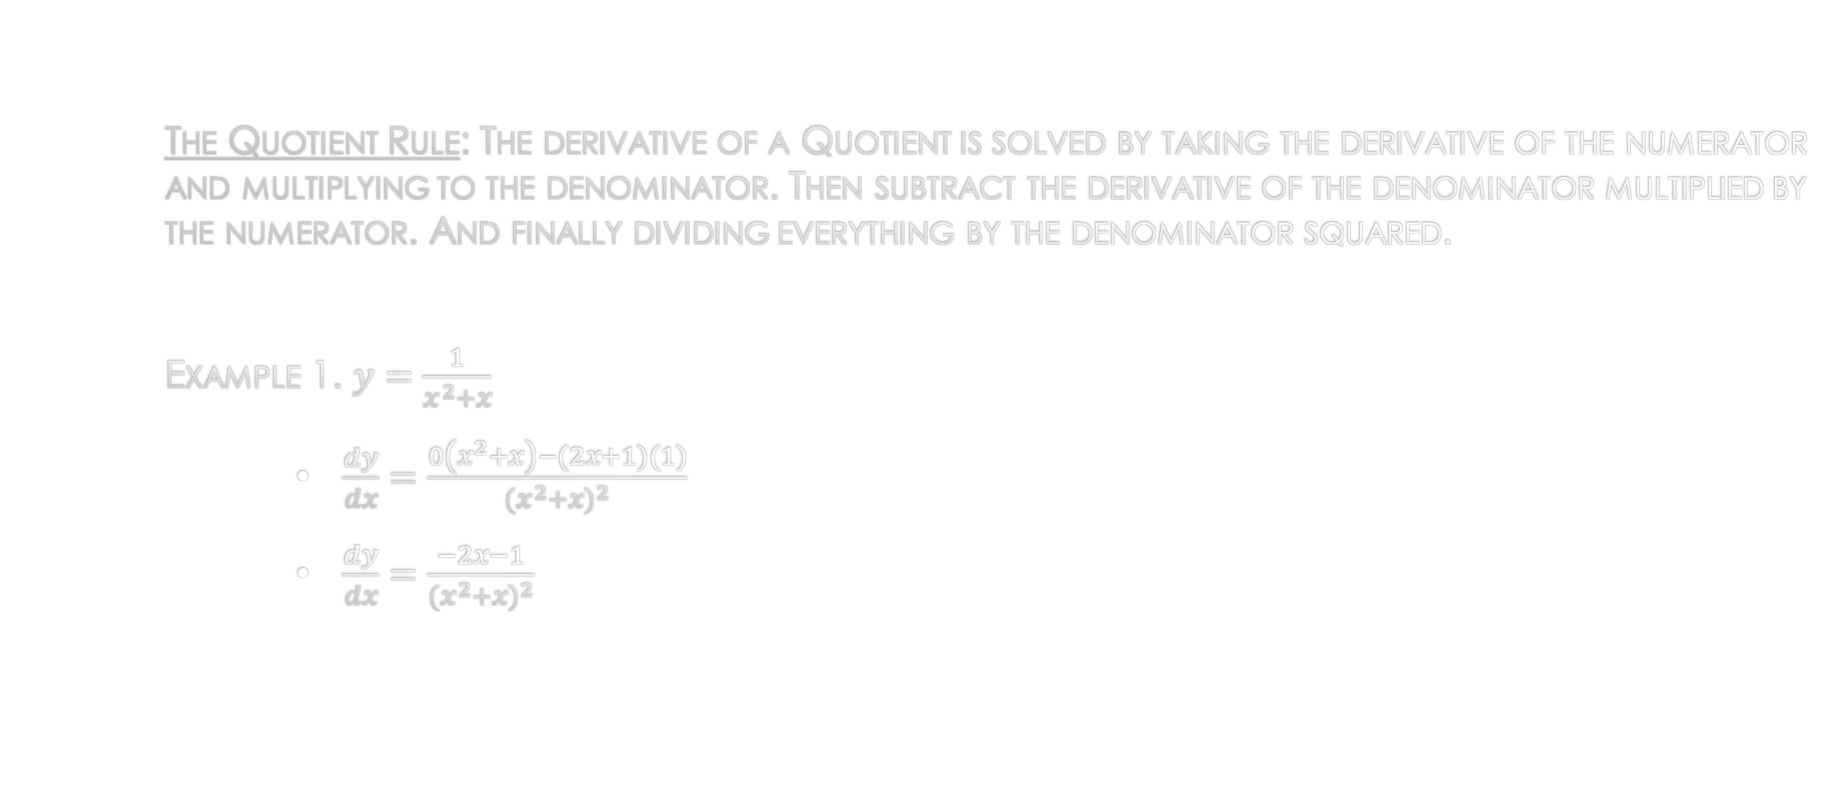 The Quotient Rule: The derivative of a Quotient is solved by taking the derivative of the numerator
and multiplying to the denominator. Then subtract the derivative of the denominator multiplied by
the numerator. And finally dividing everything by the denominator squared.
Example 1. y = 1/(x²+x)
○ dy/dx = (0(x²+x)−(2x+1)(1))/(x²+x)²
○ dy/dx = (−2x−1)/(x²+x)²